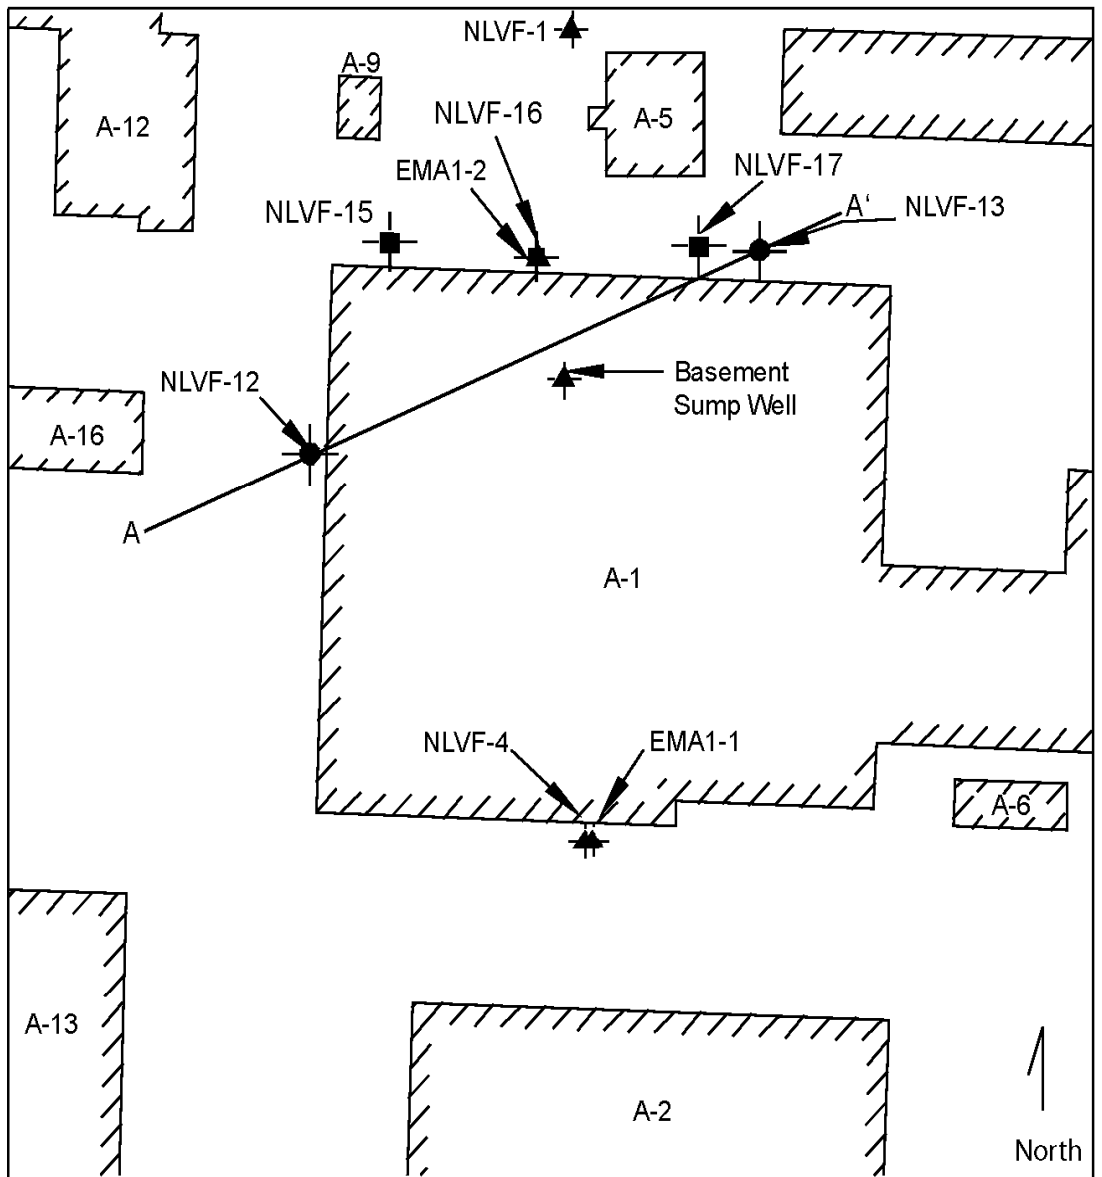 NLVF-1
A-9
NLVF-16
A-12
A-5
EMA1-2
NLVF-17
NLVF-15
A‘
NLVF-13
NLVF-12
Basement
Sump Well
A-16
A
A-1
NLVF-4
EMA1-1
A-6
A-13
A-2
North